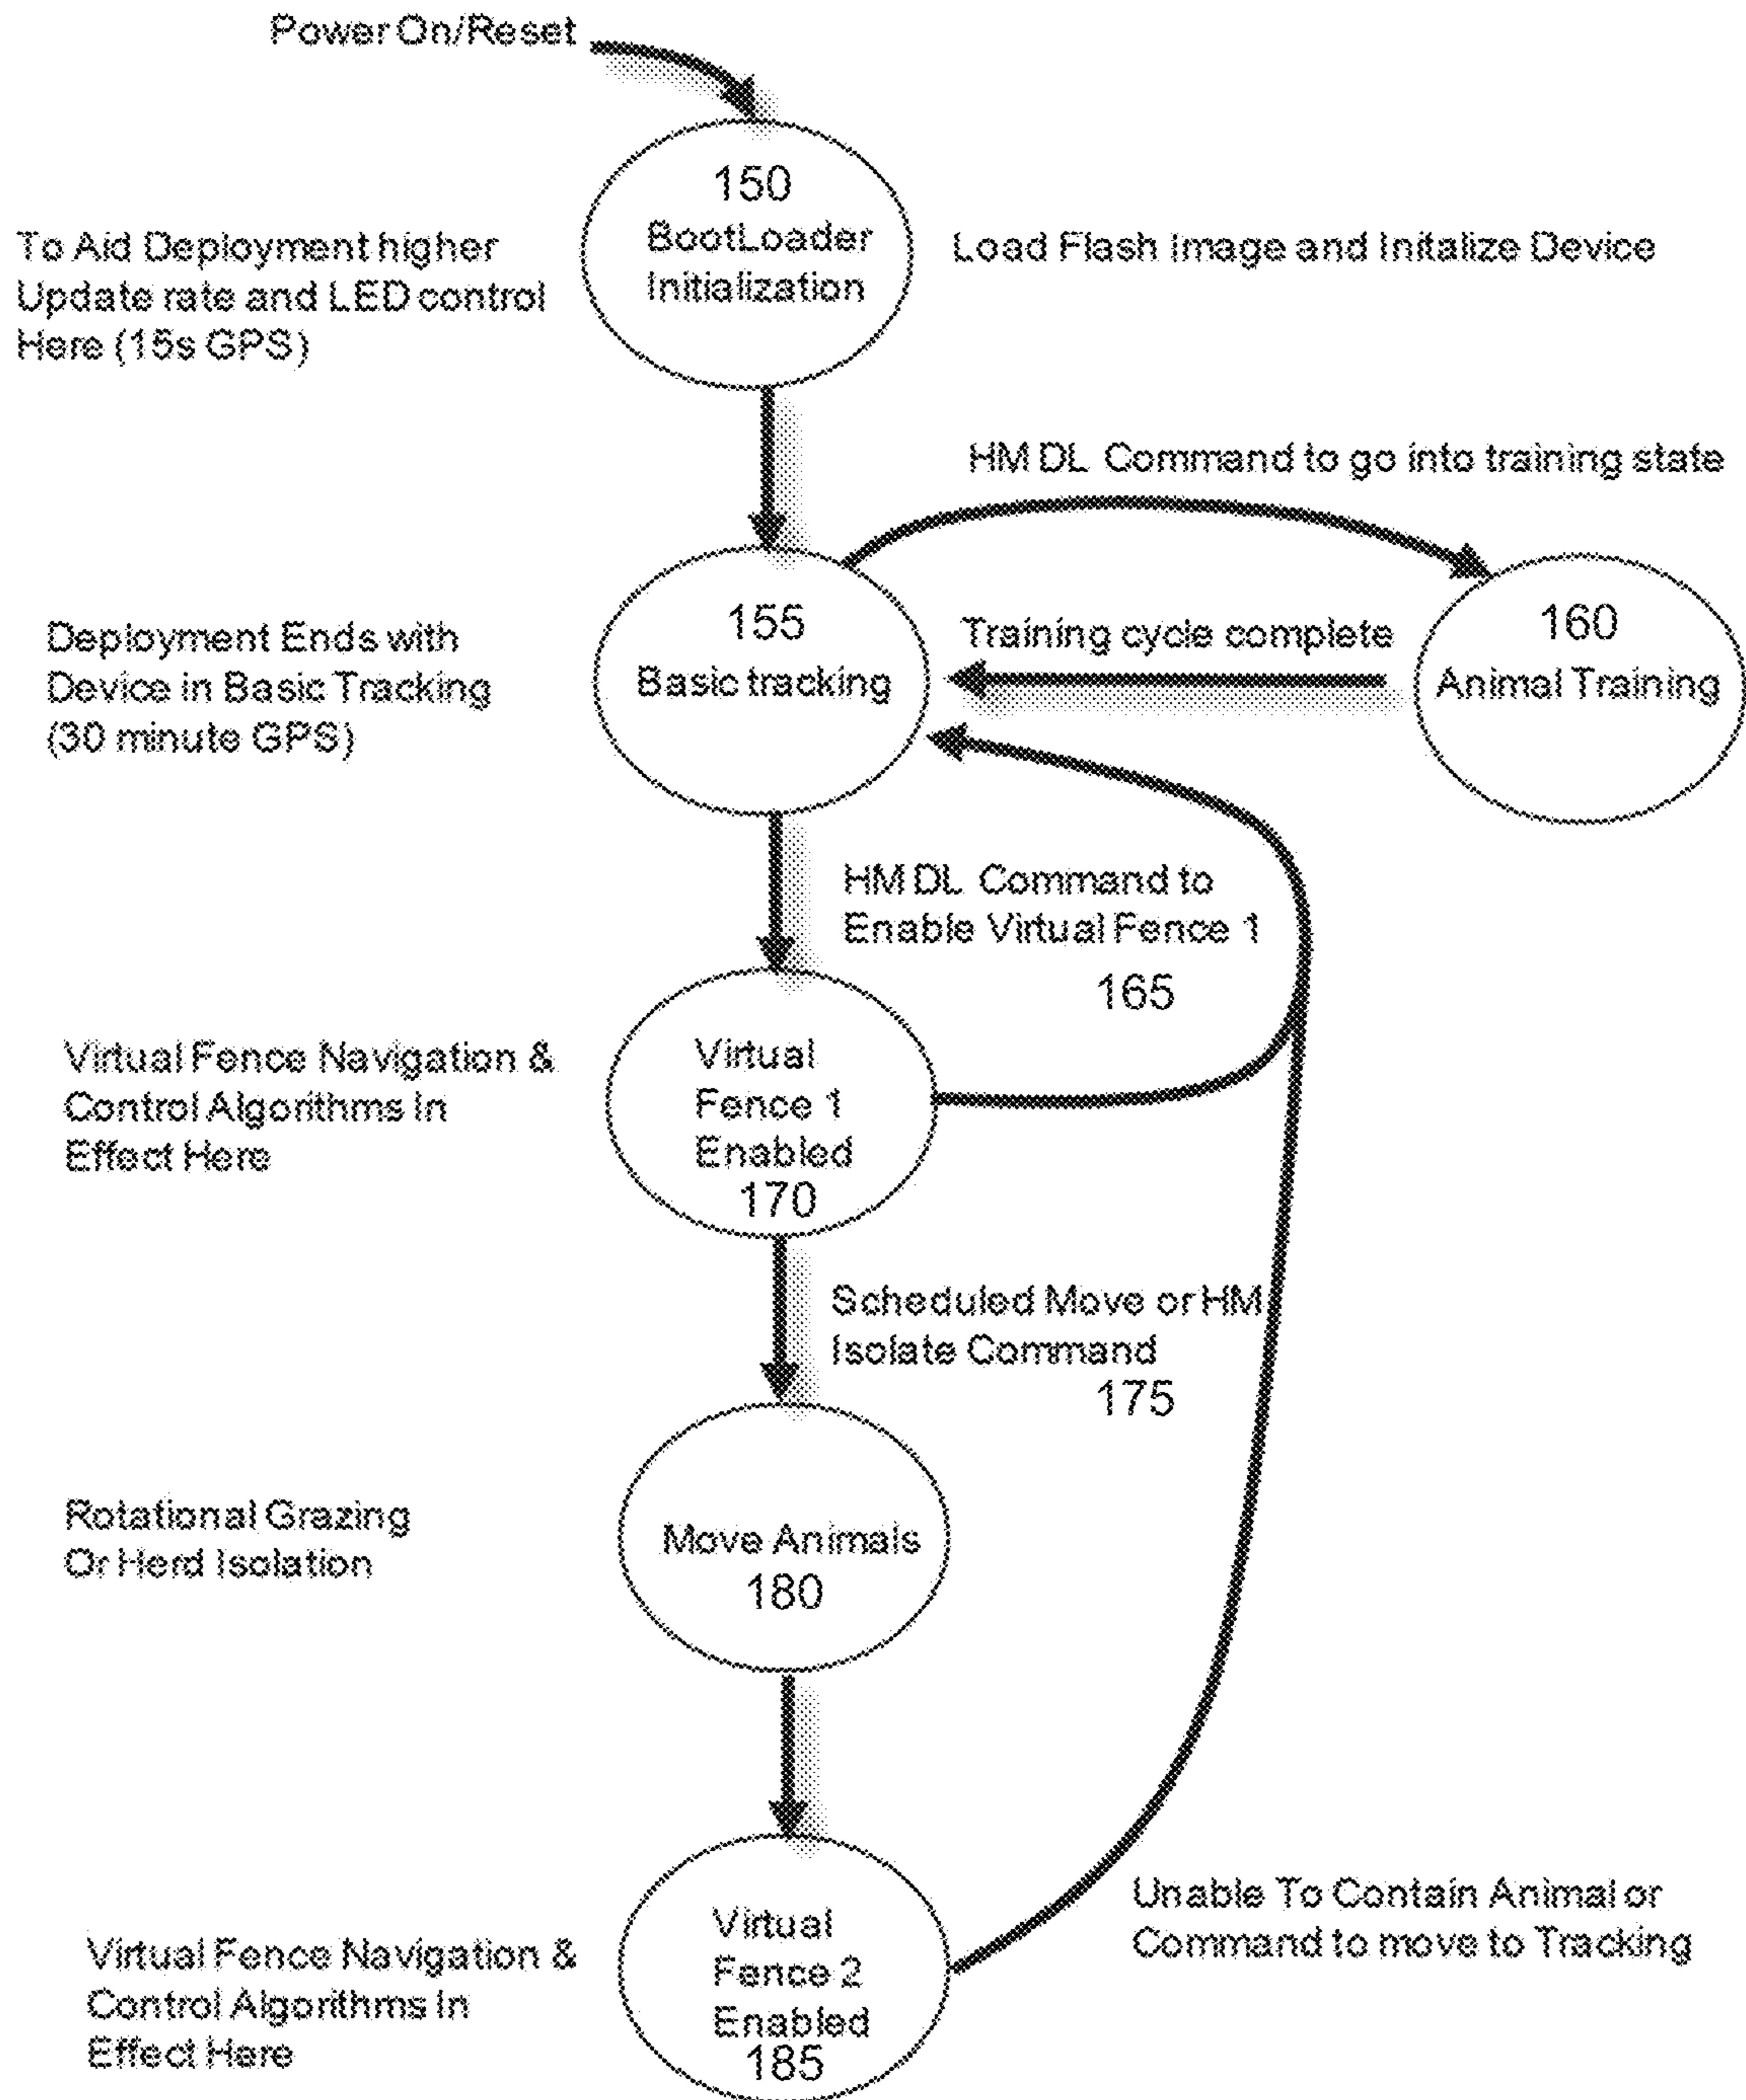 Power On/Reset
150
BootLoader
Initialization
To Aid Deployment higher
Update rate and LED control
Here (15s GPS)
Load Flash Image and Initalize Device
HM DL Command to go into training state
155
Basic tracking
Training cycle complete
160
Animal Training
Deployment Ends with
Device in Basic Tracking
(30 minute GPS)
HM DL Command to
Enable Virtual Fence 1
165
Virtual Fence Navigation &
Control Algorithms In
Effect Here
Virtual
Fence 1
Enabled
170
Scheduled Move or HM
Isolate Command
175
Rotational Grazing
Or Herd Isolation
Move Animals
180
Unable To Contain Animal or
Command to move to Tracking
Virtual Fence Navigation &
Control Algorithms In
Effect Here
Virtual
Fence 2
Enabled
185